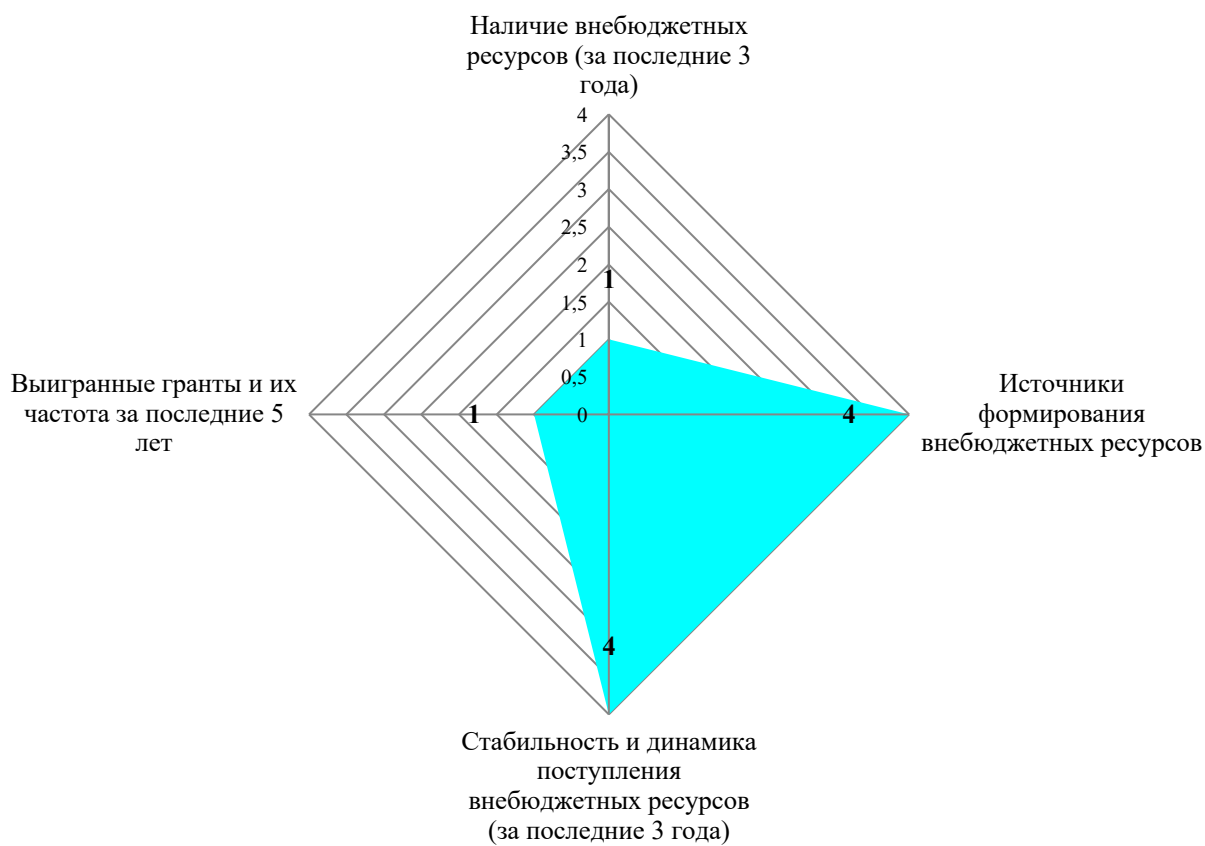 Наличие внебюджетных
ресурсов (за последние 3
года)
4
3,5
3
2,5
2
1
1,5
1
0,5
0
Выигранные гранты и их
частота за последние 5
лет
1
4
Источники
формирования
внебюджетных ресурсов
4
Стабильность и динамика
поступления
внебюджетных ресурсов
(за последние 3 года)